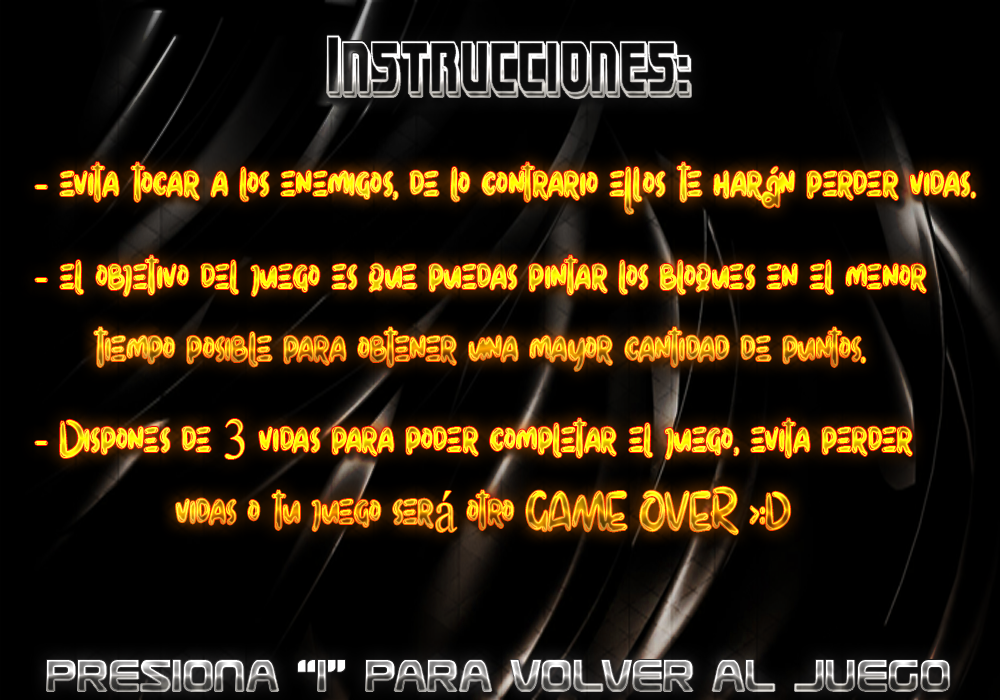 Instrucciones:
- evita tocar a los enemigos, de lo contrario ellos te harán perder vidas.
- el objetivo del juego es que puedas pintar los bloques en el menor
tiempo posible para obtener una mayor cantidad de puntos.
- Dispones de 3 vidas para poder completar el juego, evita perder
vidas o tu juego será otro GAME OVER >:D
PRESIONA "I" PARA VOLVER AL JUEGO